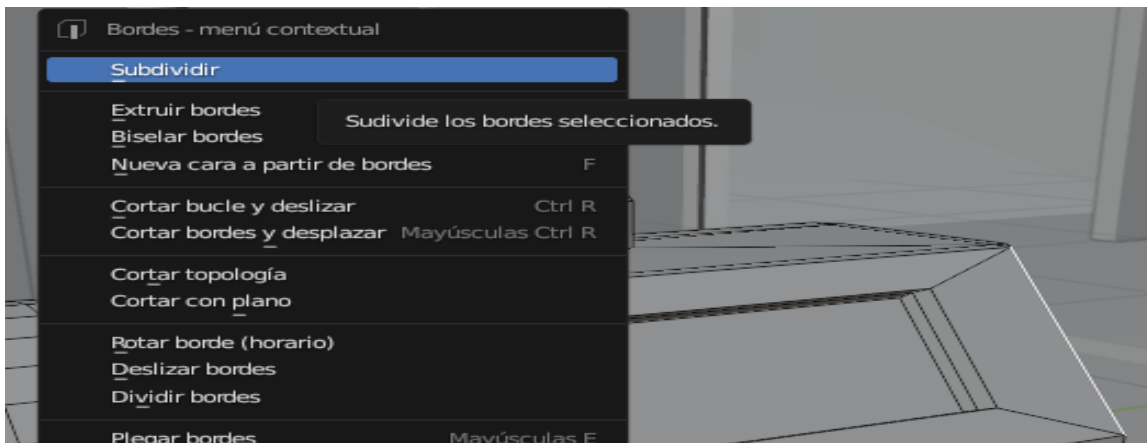 Bordes - menú contextual
Subdividir
Extruir bordes
Sudivide los bordes seleccionados.
Biselar bordes
Nueva cara a partir de bordes F
Cortar bucle y deslizar Ctrl R
Cortar bordes y desplazar Mayúsculas Ctrl R
Cortar topología
Cortar con plano
Rotar borde (horario)
Deslizar bordes
Dividir bordes
Plegar bordes Mayúsculas E